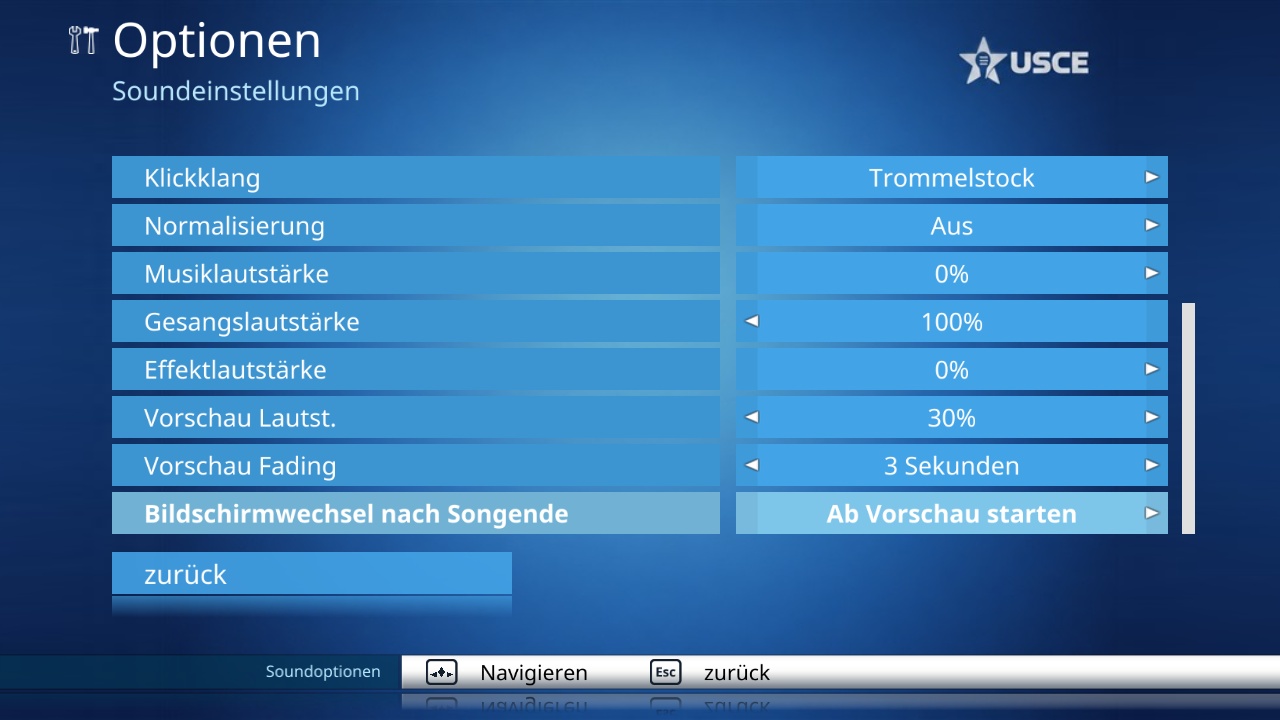 Optionen
USCE
Soundeinstellungen
Klickklang Trommelstock
Normalisierung Aus
Musiklautstärke 0%
Gesangslautstärke 100%
Effektlautstärke 0%
Vorschau Lautst. 30%
Vorschau Fading 3 Sekunden
Bildschirmwechsel nach Songende Ab Vorschau starten
zurück
Soundoptionen Navigieren Esc zurück